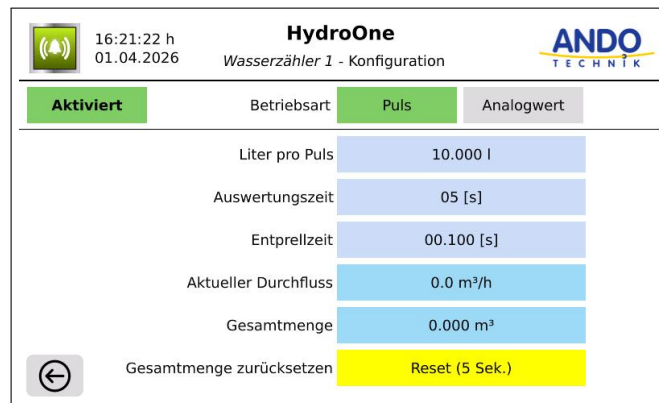 16:21:22 h
01.04.2026
HydroOne
Wasserzähler 1 - Konfiguration
ANDO
TECHNIK
Aktiviert Betriebsart Puls Analogwert
Liter pro Puls 10.000 l
Auswertungszeit 05 [s]
Entprellzeit 00.100 [s]
Aktueller Durchfluss 0.0 m³/h
Gesamtmenge 0.000 m³
Gesamtmenge zurücksetzen Reset (5 Sek.)